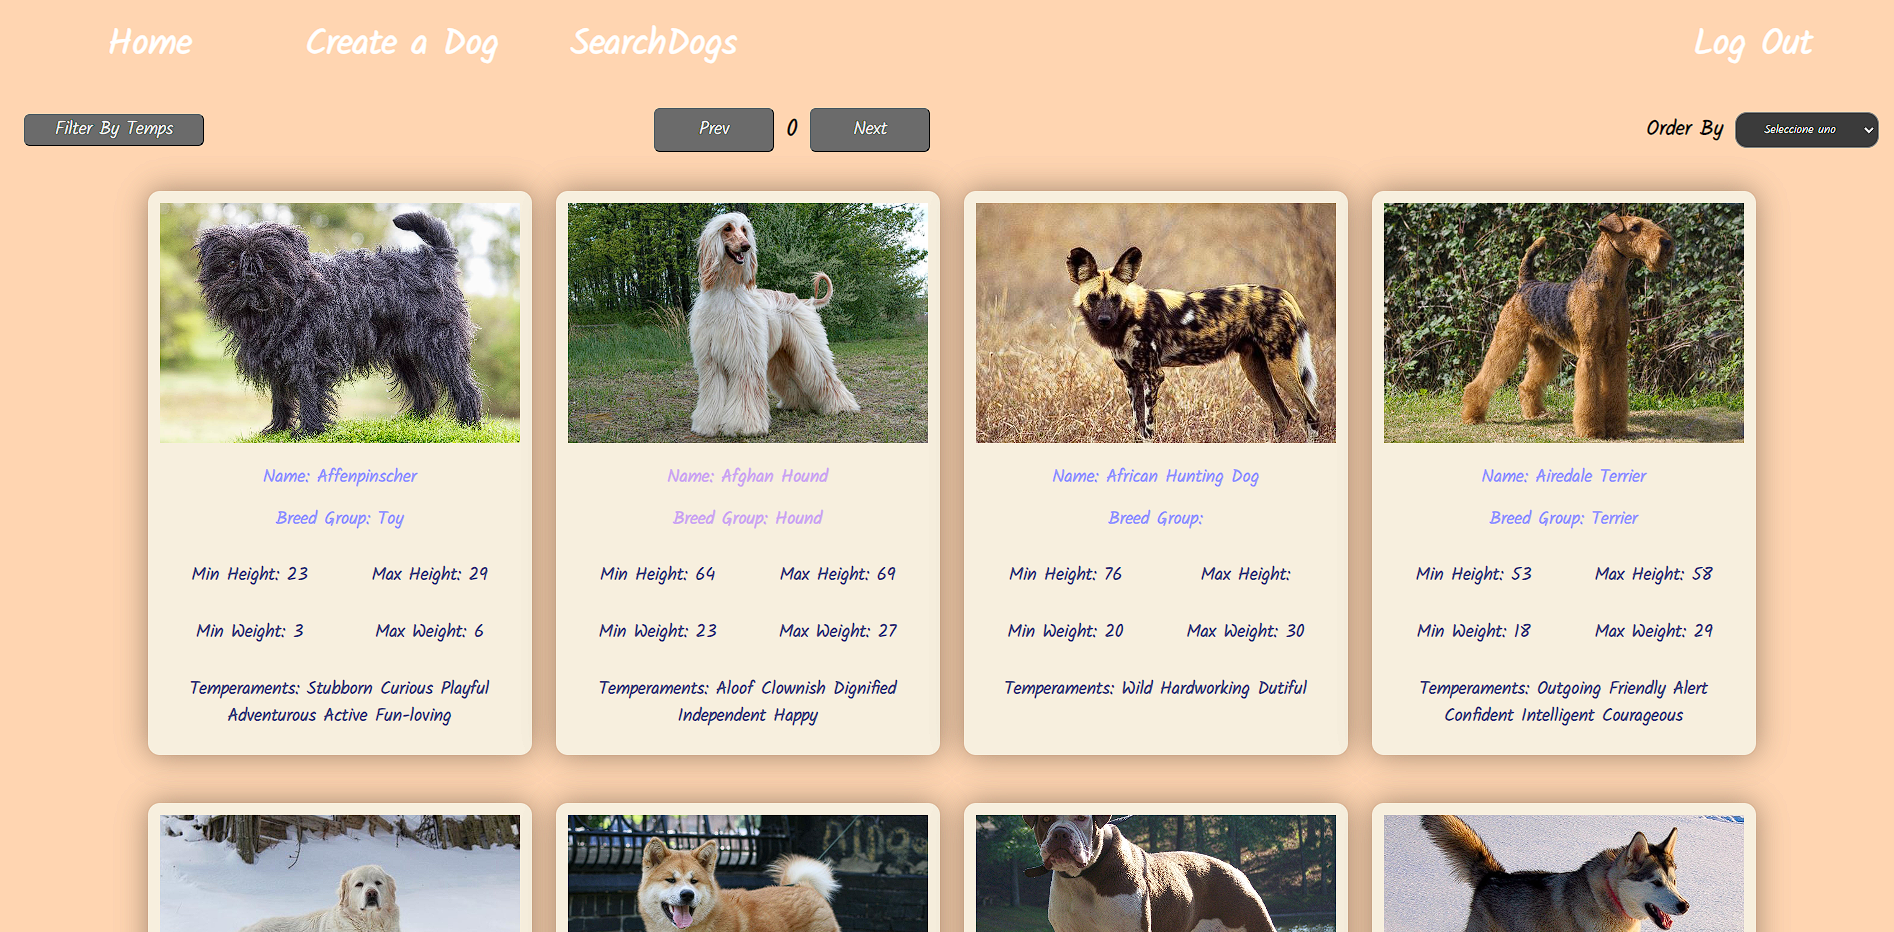 Home Create a Dog SearchDogs Log Out
Filter By Temps Prev 0 Next Order By Seleccione uno
Name: Affenpinscher
Breed Group: Toy
Min Height: 23 Max Height: 29
Min Weight: 3 Max Weight: 6
Temperaments: Stubborn Curious Playful
Adventurous Active Fun-loving
Name: Afghan Hound
Breed Group: Hound
Min Height: 64 Max Height: 69
Min Weight: 23 Max Weight: 27
Temperaments: Aloof Clownish Dignified
Independent Happy
Name: African Hunting Dog
Breed Group:
Min Height: 76 Max Height:
Min Weight: 20 Max Weight: 30
Temperaments: Wild Hardworking Dutiful
Name: Airedale Terrier
Breed Group: Terrier
Min Height: 53 Max Height: 58
Min Weight: 18 Max Weight: 29
Temperaments: Outgoing Friendly Alert
Confident Intelligent Courageous